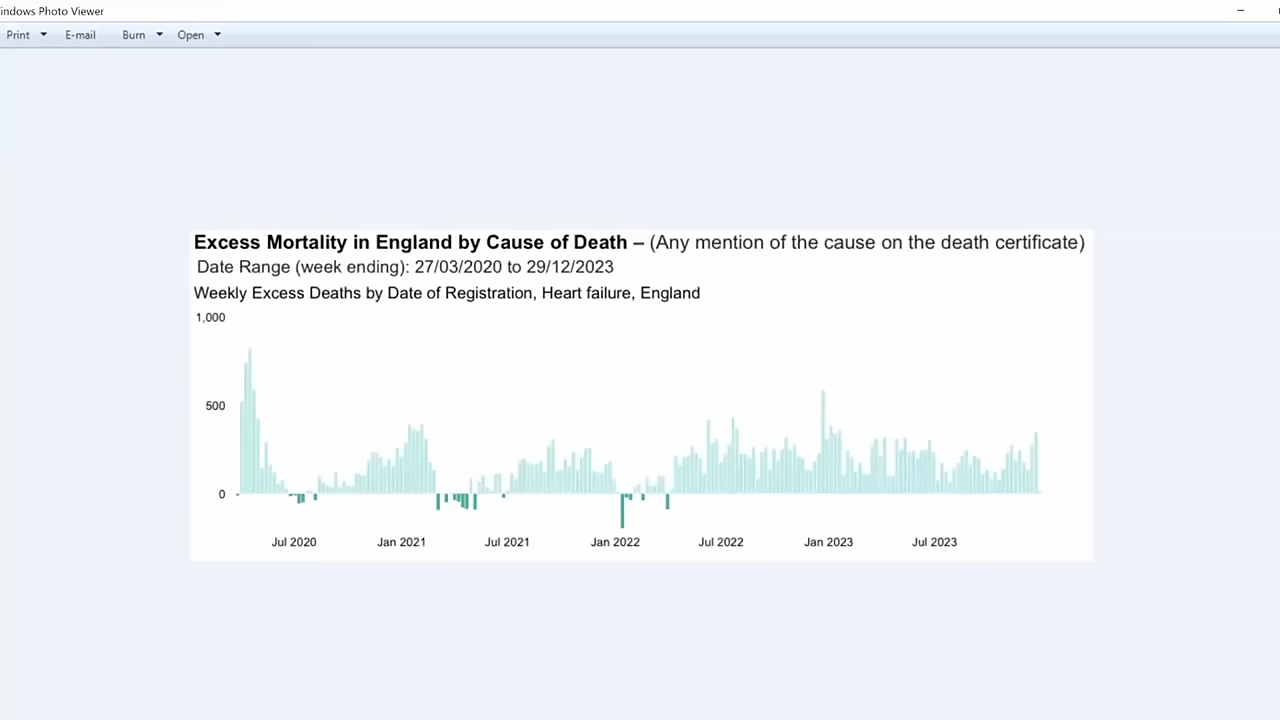 indows Photo Viewer
Print E-mail Burn Open
Excess Mortality in England by Cause of Death – (Any mention of the cause on the death certificate)
Date Range (week ending): 27/03/2020 to 29/12/2023
Weekly Excess Deaths by Date of Registration, Heart failure, England
1,000
500
0
Jul 2020 Jan 2021 Jul 2021 Jan 2022 Jul 2022 Jan 2023 Jul 2023